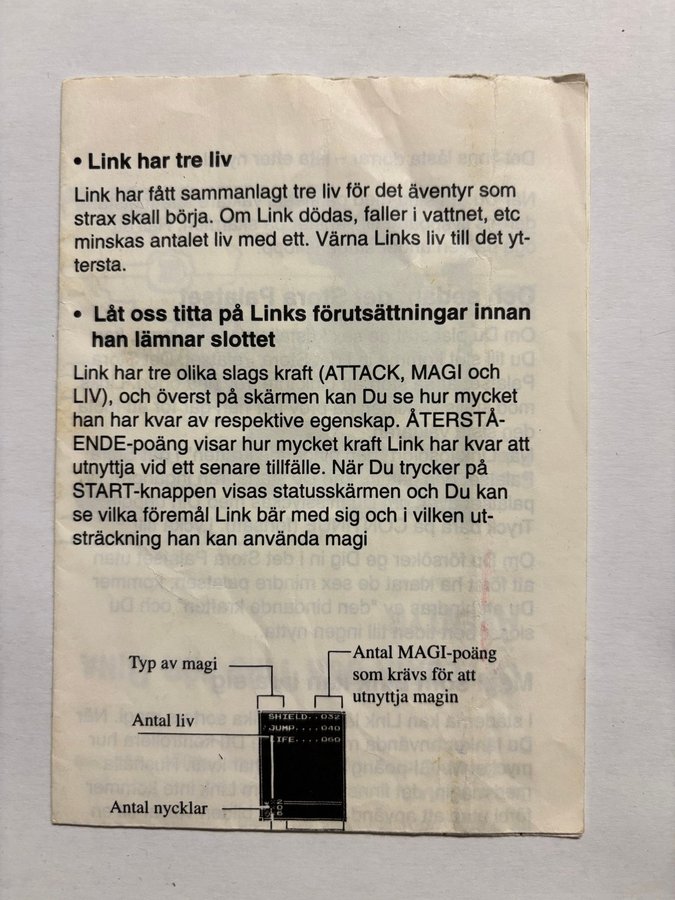 • Link har tre liv
Link har fått sammanlagt tre liv för det äventyr som
strax skall börja. Om Link dödas, faller i vattnet, etc
minskas antalet liv med ett. Värna Links liv till det yt-
tersta.
• Låt oss titta på Links förutsättningar innan
han lämnar slottet
Link har tre olika slags kraft (ATTACK, MAGI och
LIV), och överst på skärmen kan Du se hur mycket
han har kvar av respektive egenskap. ÅTERSTÅ-
ENDE-poäng visar hur mycket kraft Link har kvar att
utnyttja vid ett senare tillfälle. När Du trycker på
START-knappen visas statusskärmen och Du kan
se vilka föremål Link bär med sig och i vilken ut-
sträckning han kan använda magi
Typ av magi
Antal MAGI-poäng
som krävs för att
utnyttja magin
Antal liv
SHIELD..032
JUMP....040
LIFE....060
Antal nycklar